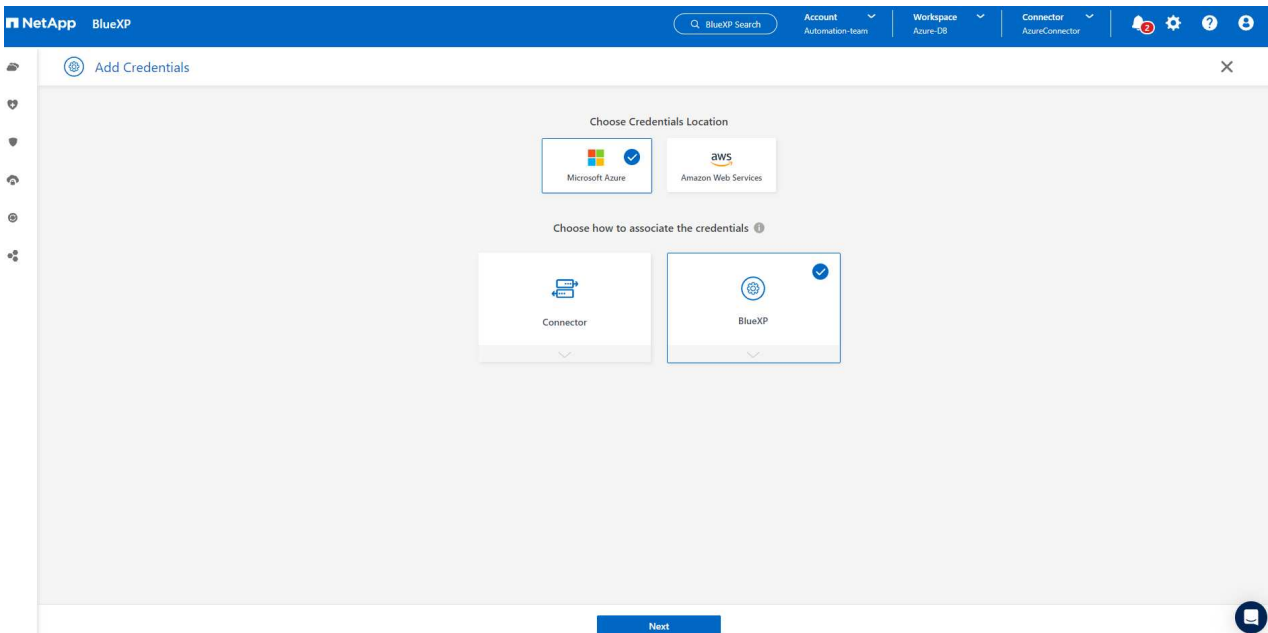 NetApp BlueXP
BlueXP Search
Account
Automation-team
Workspace
Azure-DB
Connector
AzureConnector
2
Add Credentials
Choose Credentials Location
Microsoft Azure
aws
Amazon Web Services
Choose how to associate the credentials
Connector
BlueXP
Next